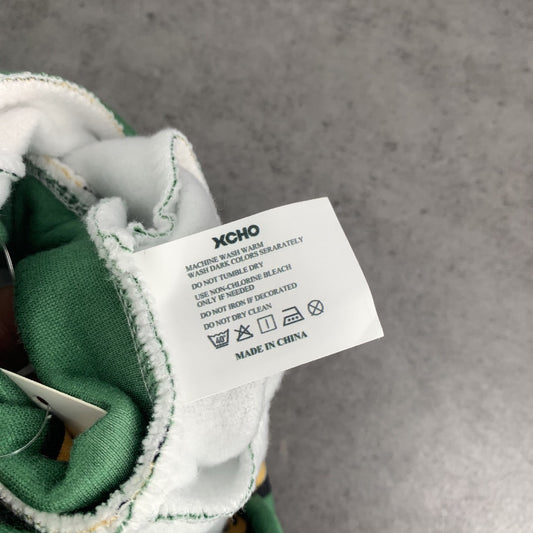 XCHO
MACHINE WASH WARM
WASH DARK COLORS SERARATELY
DO NOT TUMBLE DRY
USE NON-CHLORINE BLEACH
ONLY IF NEEDED
DO NOT IRON IF DECORATED
DO NOT DRY CLEAN
40°
MADE IN CHINA